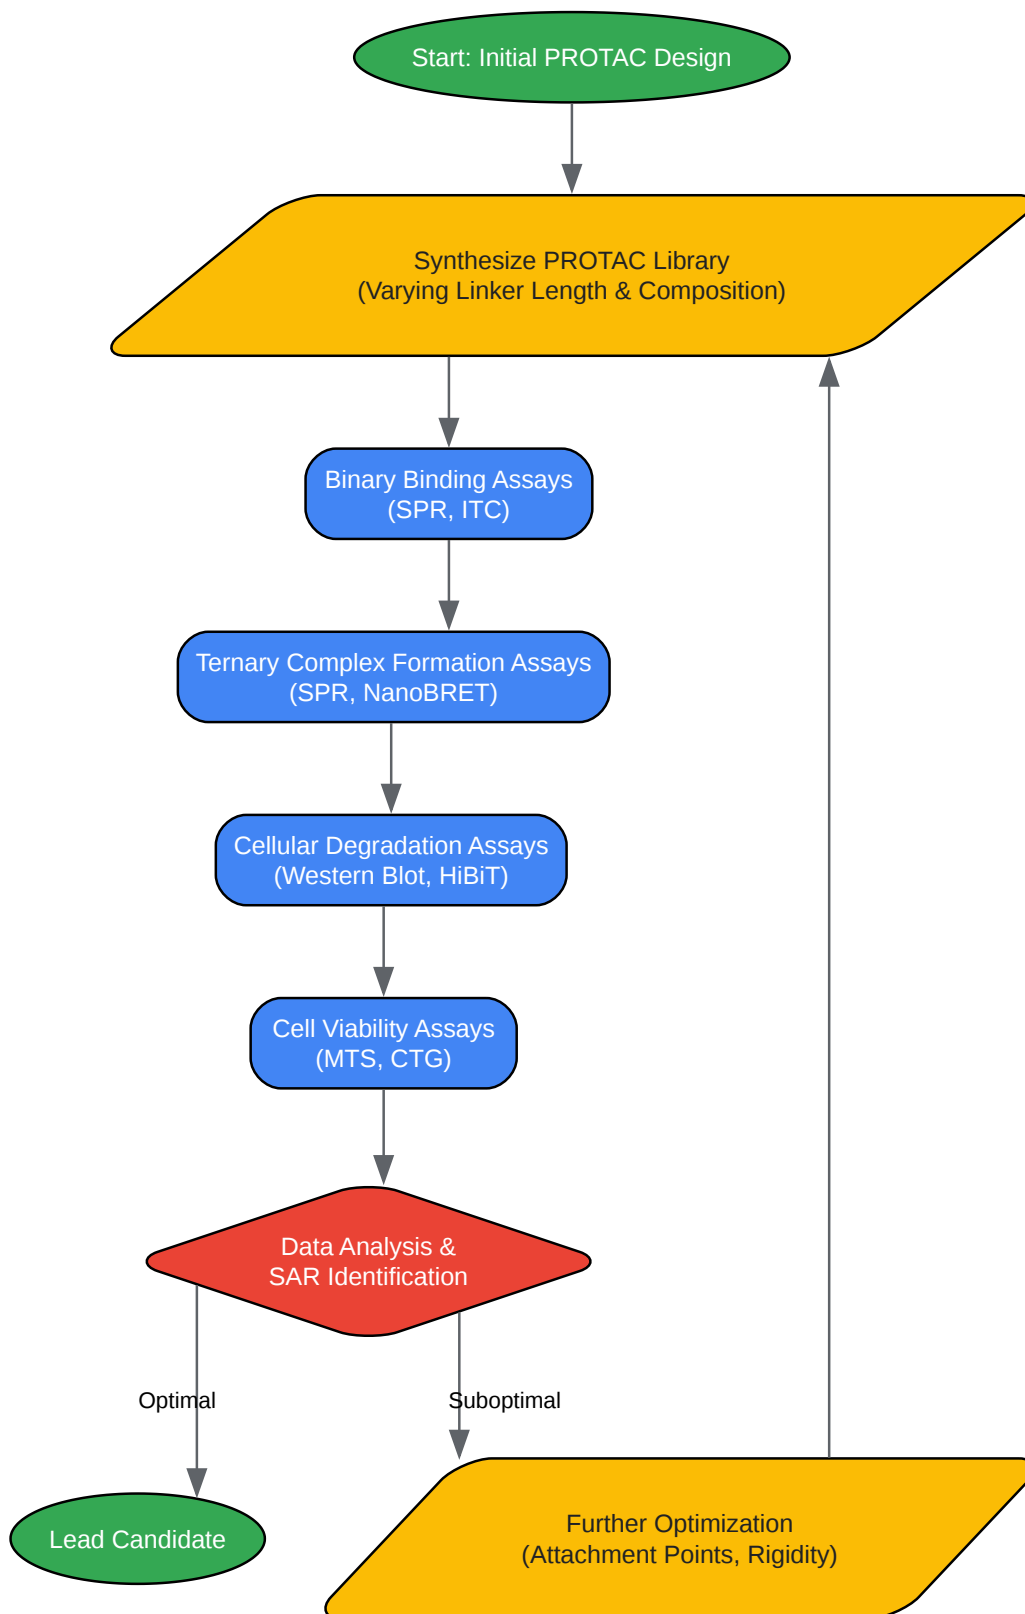 Start: Initial PROTAC Design
Synthesize PROTAC Library
(Varying Linker Length & Composition)
Binary Binding Assays
(SPR, ITC)
Ternary Complex Formation Assays
(SPR, NanoBRET)
Cellular Degradation Assays
(Western Blot, HiBiT)
Cell Viability Assays
(MTS, CTG)
Data Analysis &
SAR Identification
Optimal
Suboptimal
Lead Candidate
Further Optimization
(Attachment Points, Rigidity)